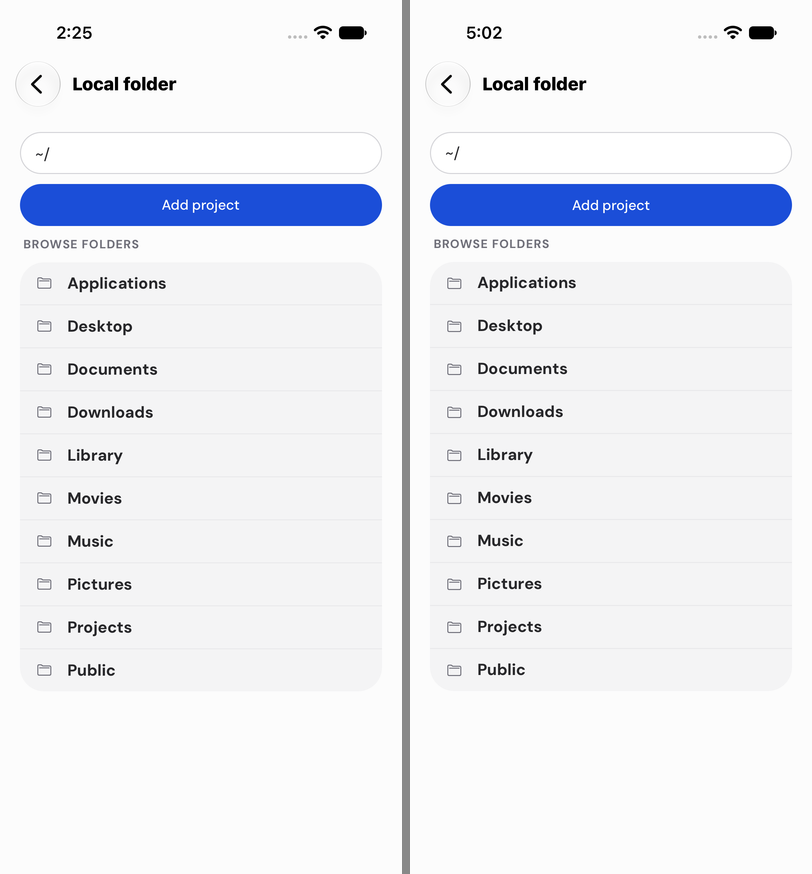 2:25
Local folder
~/
Add project
BROWSE FOLDERS
Applications
Desktop
Documents
Downloads
Library
Movies
Music
Pictures
Projects
Public
5:02
Local folder
~/
Add project
BROWSE FOLDERS
Applications
Desktop
Documents
Downloads
Library
Movies
Music
Pictures
Projects
Public